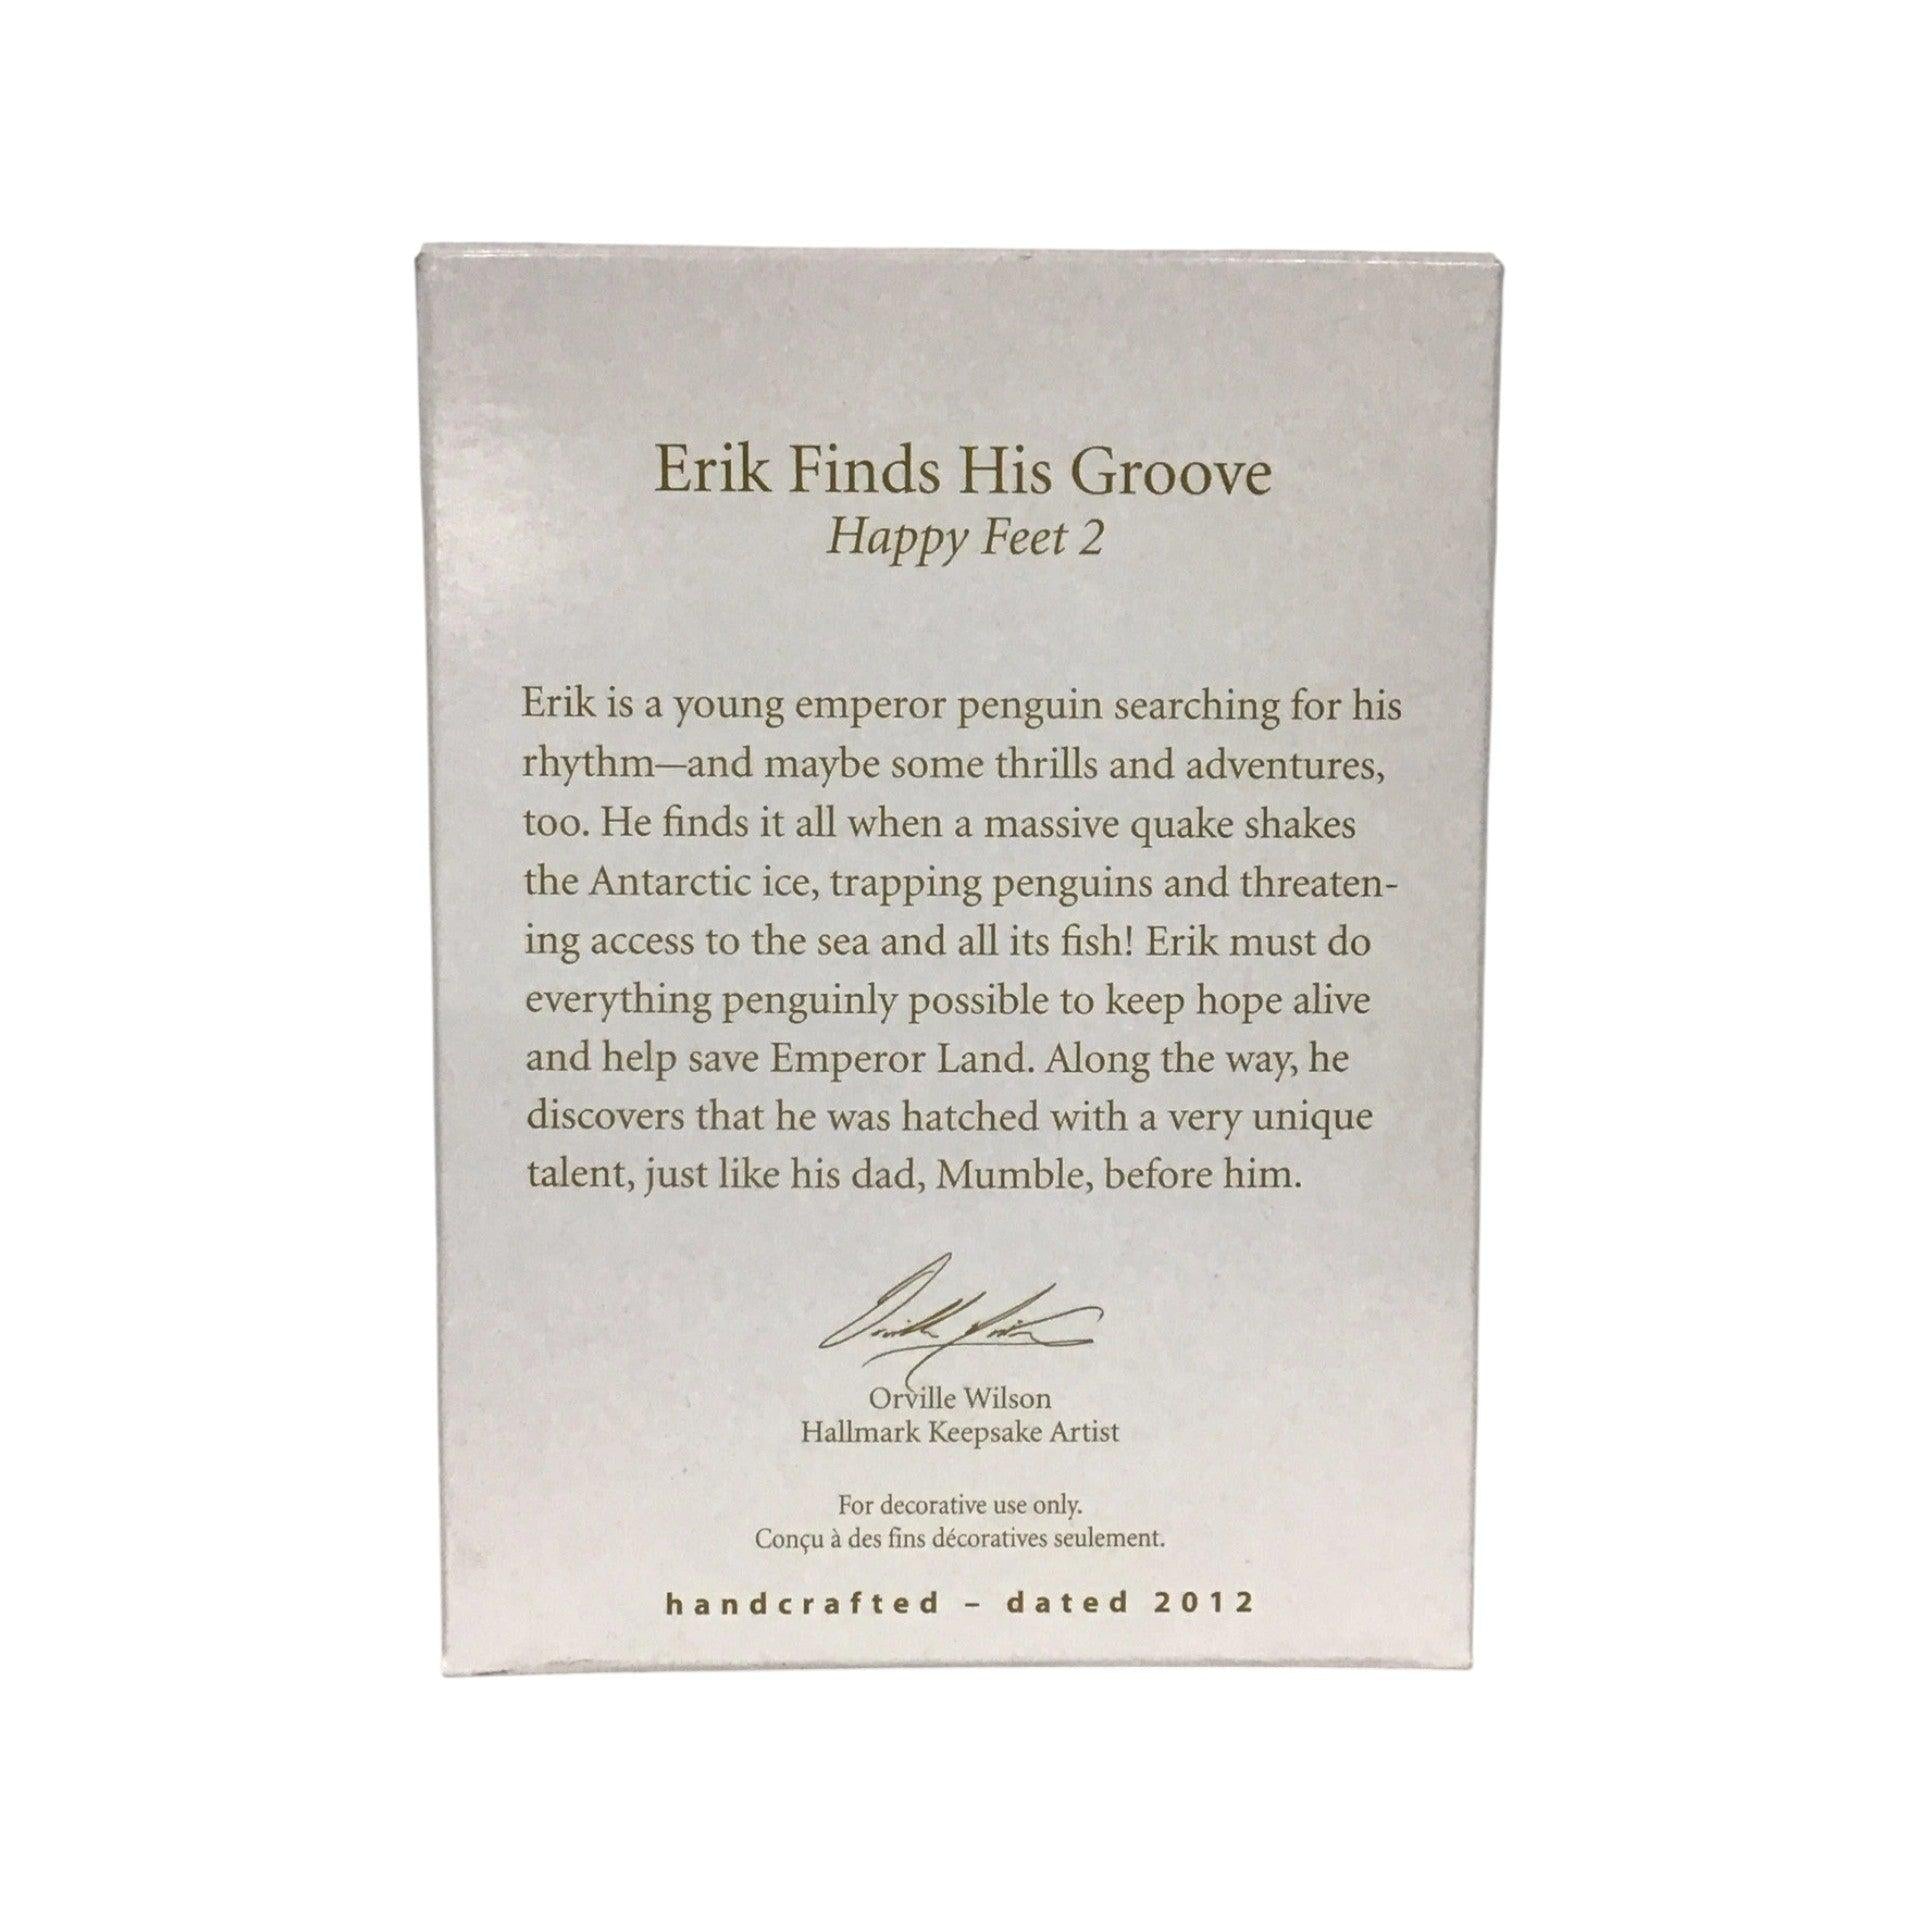 Erik Finds His Groove
Happy Feet 2
Erik is a young emperor penguin searching for his
rhythm—and maybe some thrills and adventures,
too. He finds it all when a massive quake shakes
the Antarctic ice, trapping penguins and threaten-
ing access to the sea and all its fish! Erik must do
everything penguinly possible to keep hope alive
and help save Emperor Land. Along the way, he
discovers that he was hatched with a very unique
talent, just like his dad, Mumble, before him.
Orville Wilson
Orville Wilson
Hallmark Keepsake Artist
For decorative use only.
Conçu à des fins décoratives seulement.
handcrafted – dated 2012